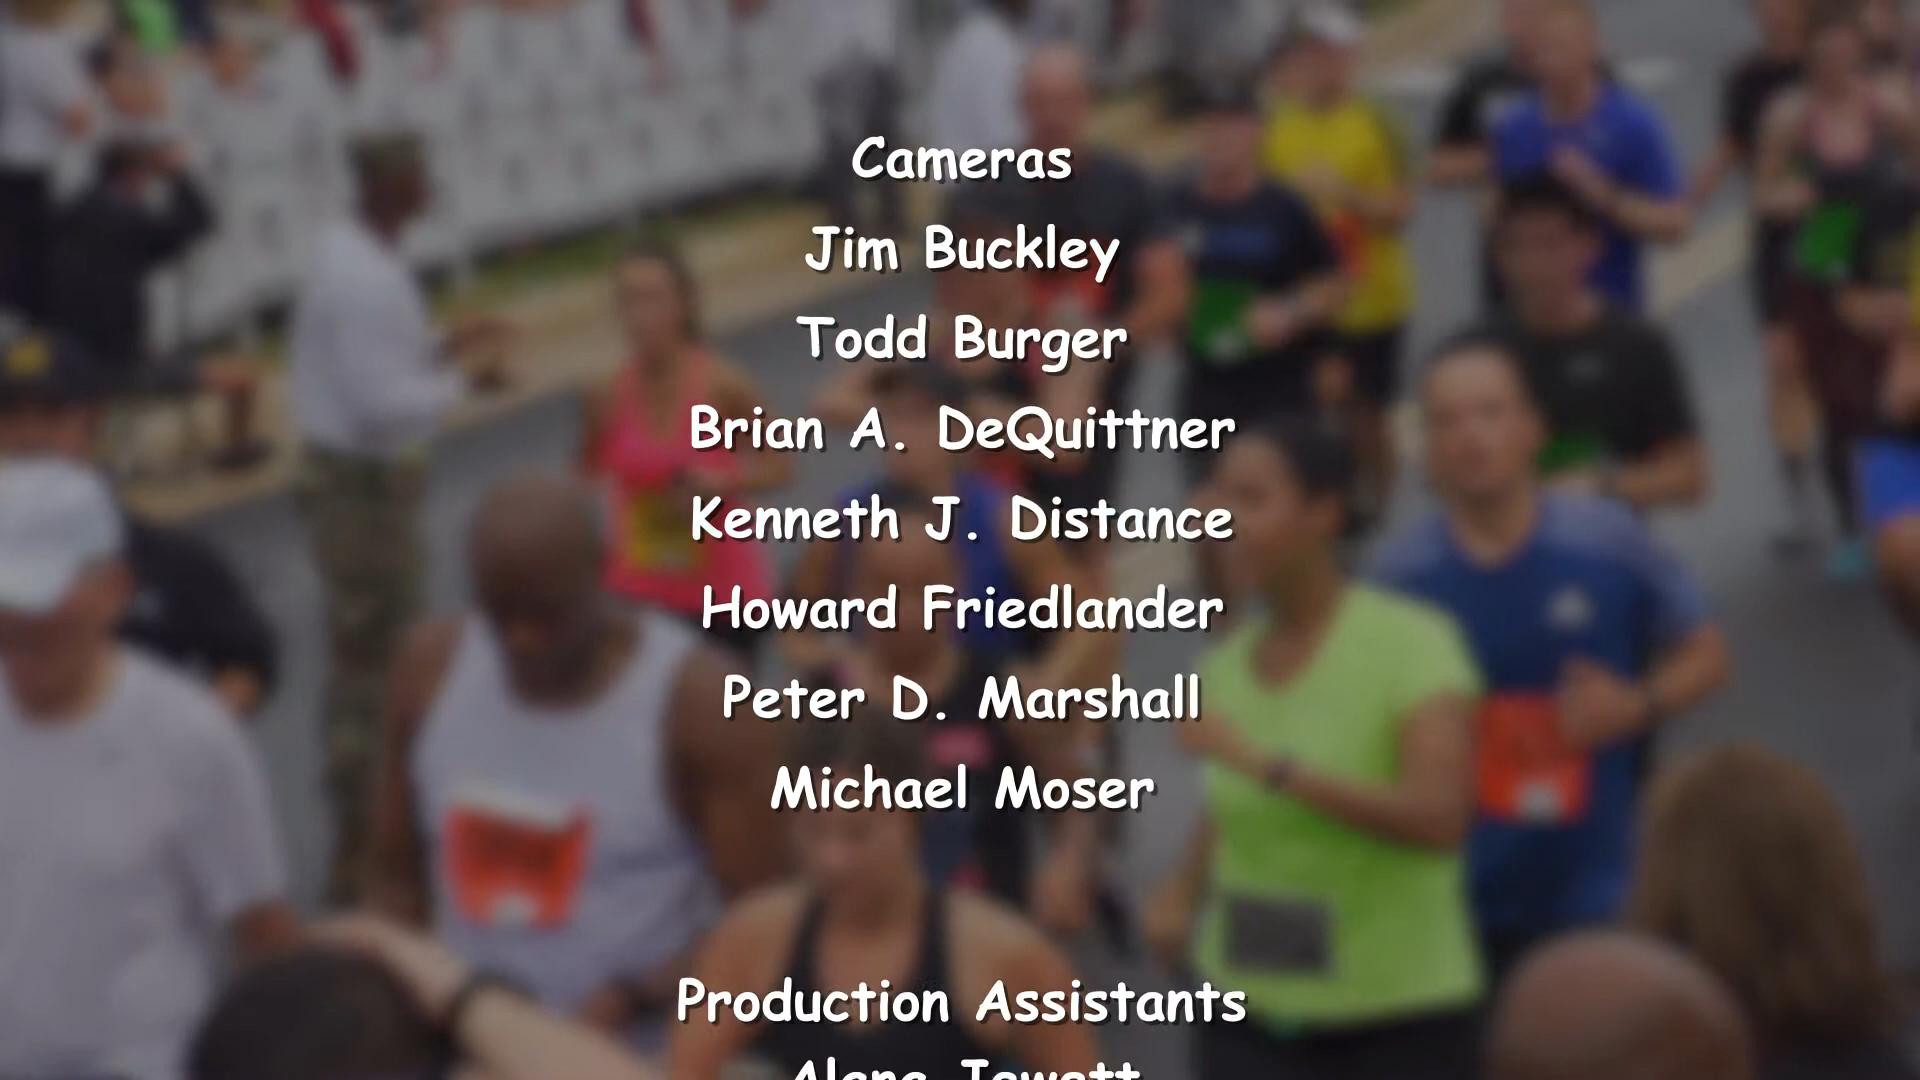 Cameras
Jim Buckley
Todd Burger
Brian A. DeQuittner
Kenneth J. Distance
Howard Friedlander
Peter D. Marshall
Michael Moser
Production Assistants